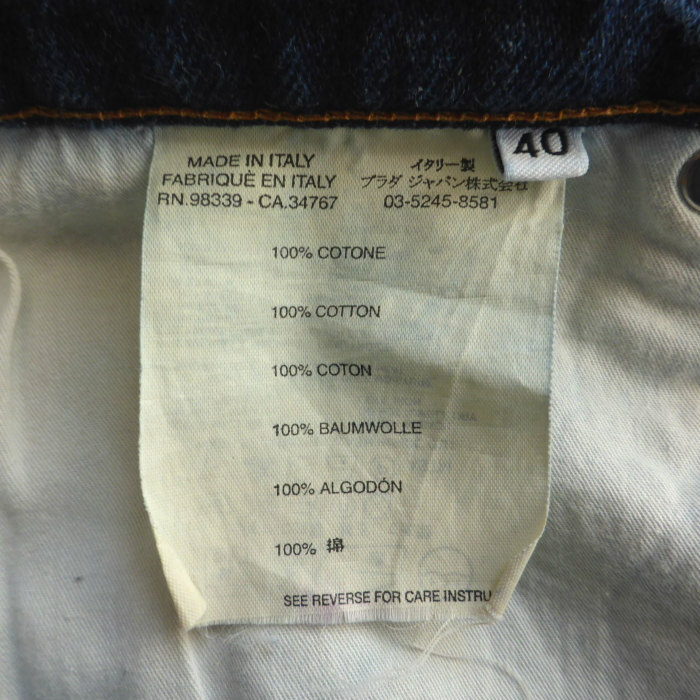 40
MADE IN ITALY
FABRIQUÉ EN ITALY
RN.98339 - CA.34767
イタリー製
プラダ ジャパン株式会社
03-5245-8581
100% COTONE
100% COTTON
100% COTON
100% BAUMWOLLE
100% ALGODÓN
100% 綿
SEE REVERSE FOR CARE INSTRU